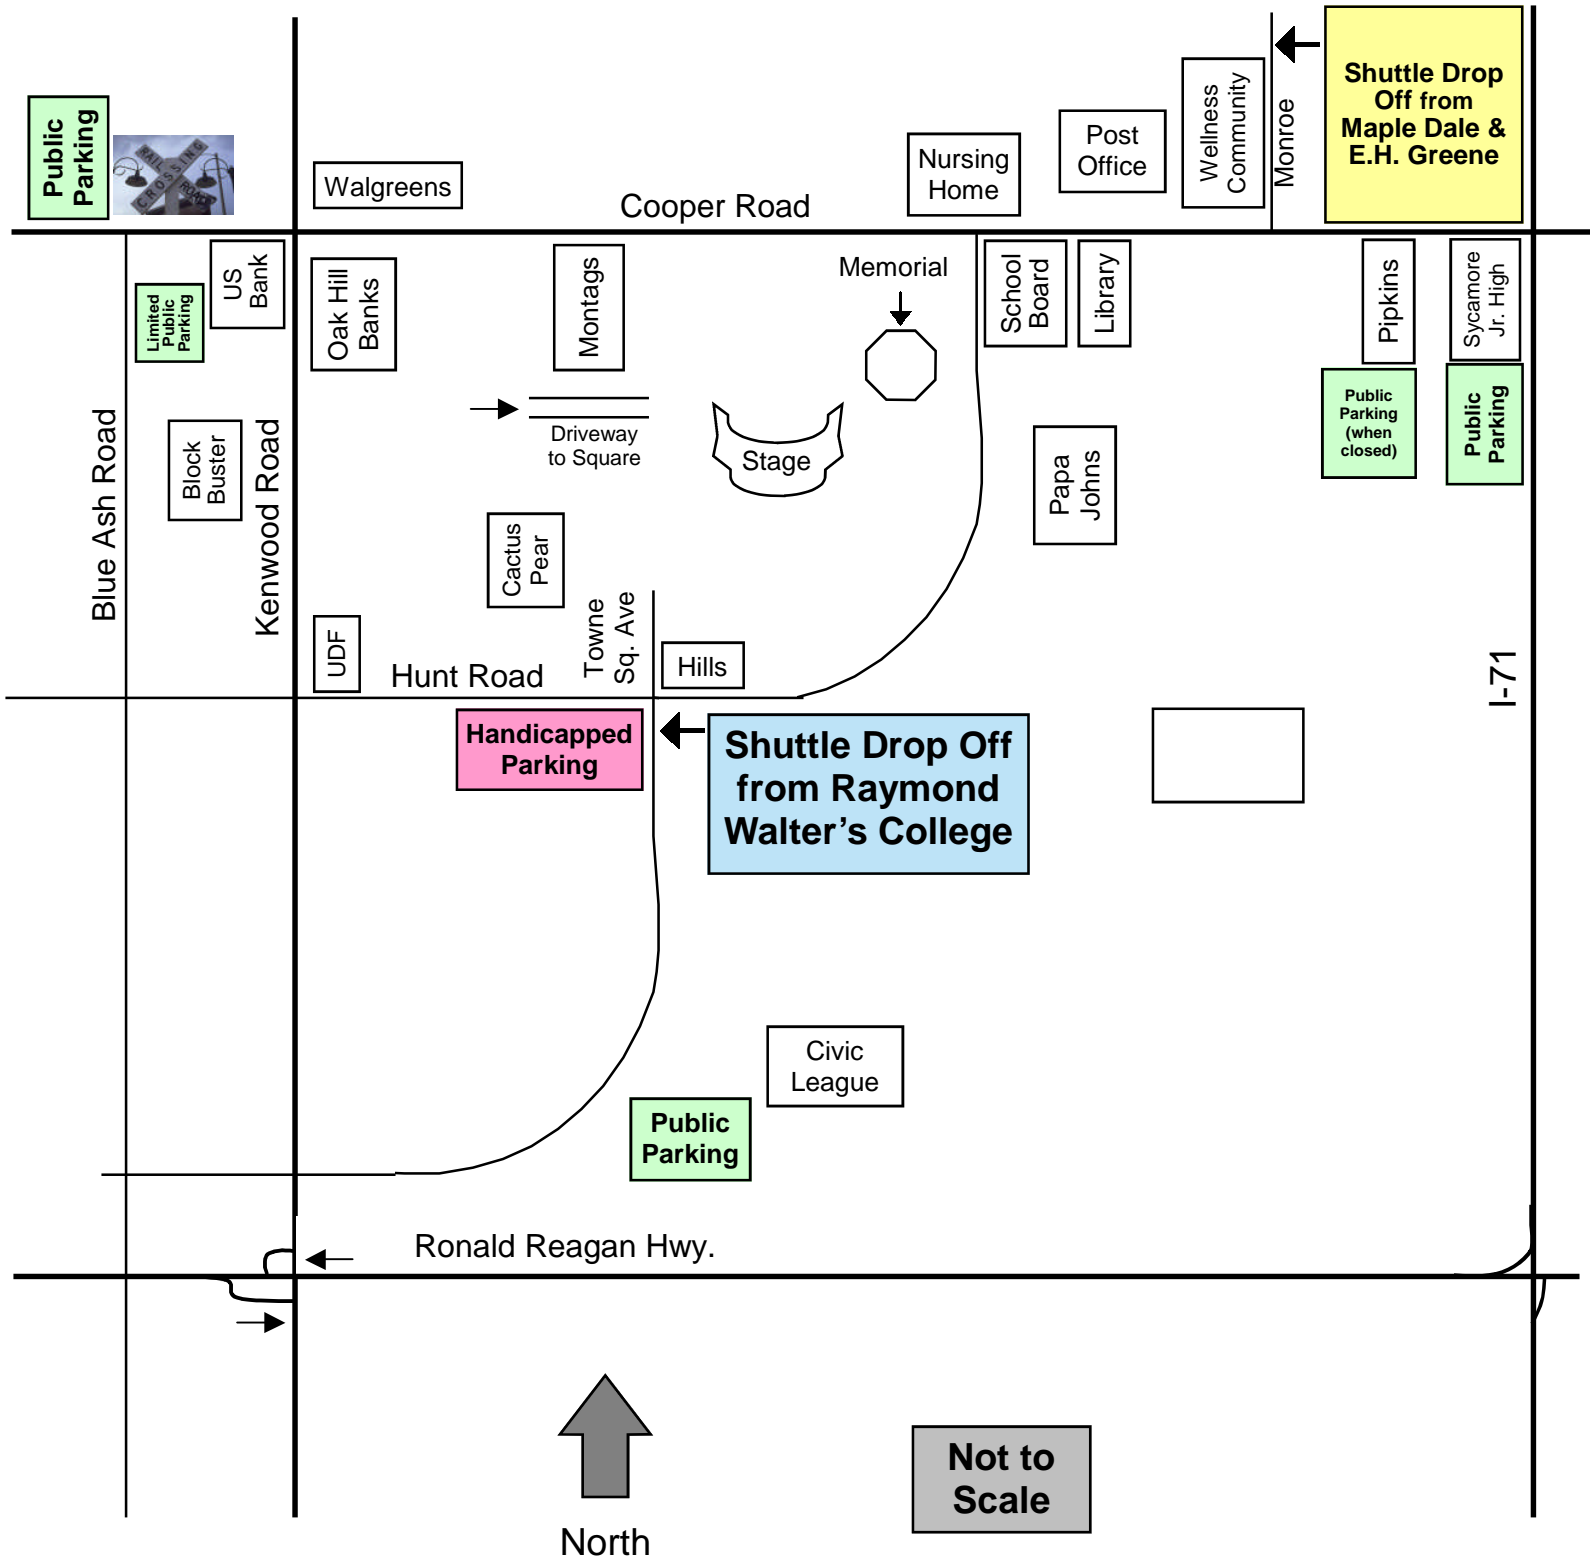 Public
Parking
RAIL
CROSSING
ROAD
Walgreens
Cooper Road
Nursing
Home
Post
Office
Wellness
Community
Monroe
Shuttle Drop
Off from
Maple Dale &
E.H. Greene
Limited
Public
Parking
US
Bank
Oak Hill
Banks
Montags
Memorial
School
Board
Library
Pipkins
Sycamore
Jr. High
Public
Parking
(when
closed)
Public
Parking
Blue Ash Road
Block
Buster
Kenwood Road
Driveway
to Square
Stage
Papa
Johns
Cactus
Pear
UDF
Hunt Road
Towne
Sq. Ave
Hills
I-71
Handicapped
Parking
Shuttle Drop Off
from Raymond
Walter’s College
Civic
League
Public
Parking
Ronald Reagan Hwy.
North
Not to
Scale